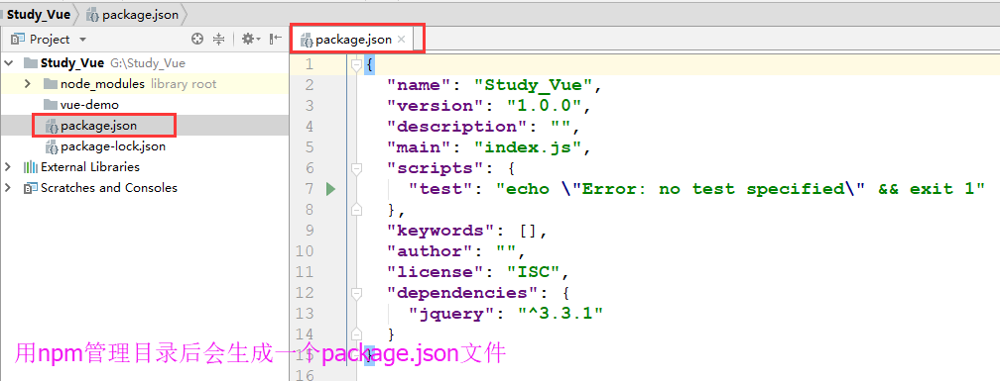 Study_Vue package.json
Project
package.json
Study_Vue G:\Study_Vue
node_modules library root
vue-demo
package.json
package-lock.json
External Libraries
Scratches and Consoles
1 {
2 "name": "Study_Vue",
3 "version": "1.0.0",
4 "description": "",
5 "main": "index.js",
6 "scripts": {
7 "test": "echo \"Error: no test specified\" && exit 1"
8 },
9 "keywords": [],
10 "author": "",
11 "license": "ISC",
12 "dependencies": {
13 "jquery": "^3.3.1"
14 }
15 }
16
用npm管理目录后会生成一个package.json文件